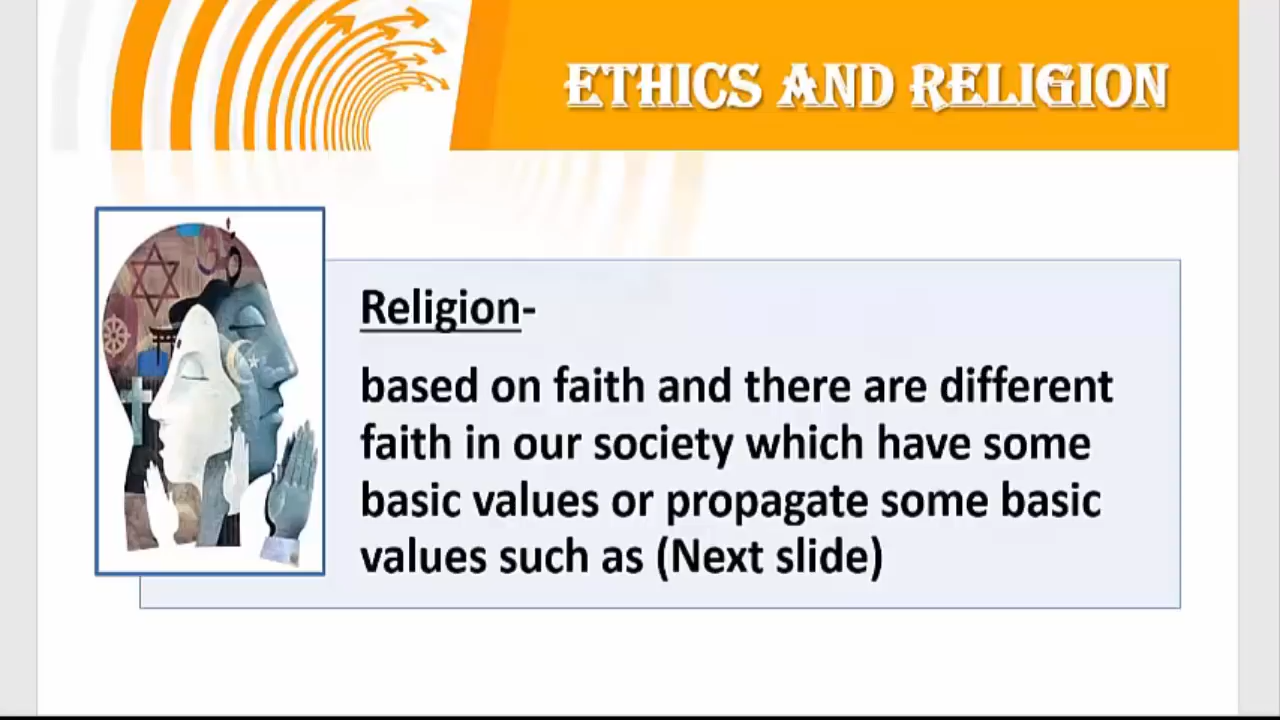 ETHICS AND RELIGION
Religion-
based on faith and there are different
faith in our society which have some
basic values or propagate some basic
values such as (Next slide)